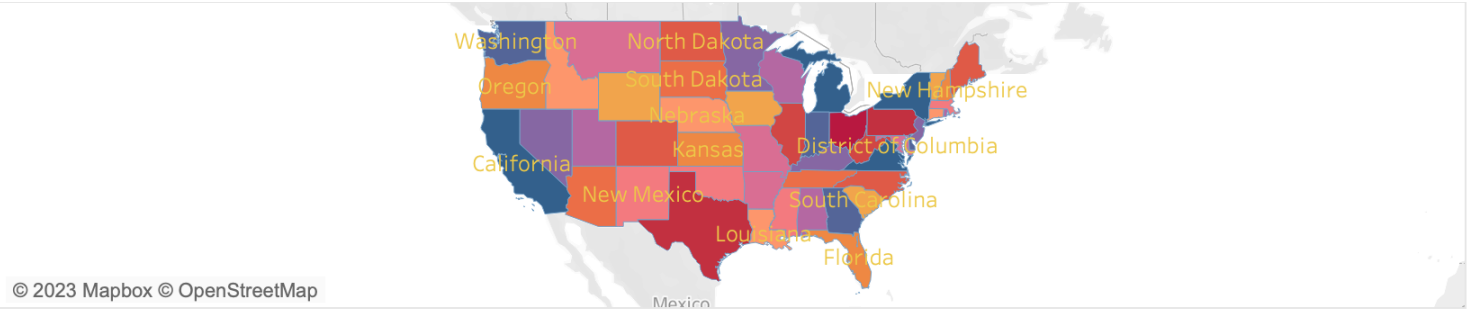 Washington
North Dakota
Oregon
South Dakota
New Hampshire
Nebraska
Kansas
District of Columbia
California
New Mexico
South Carolina
Louisiana
Florida
© 2023 Mapbox © OpenStreetMap
Mexico